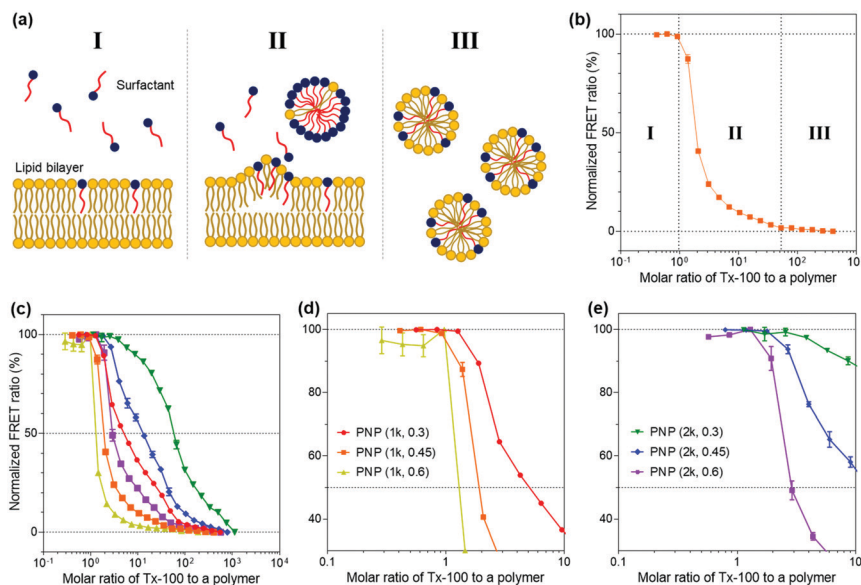 (a)
I
II
III
Surfactant
Lipid bilayer
(b)
Normalized FRET ratio (%)
100
50
0
I
II
III
10-1 100 101 102 103
Molar ratio of Tx-100 to a polymer
(c)
Normalized FRET ratio (%)
100
50
0
10-1 100 101 102 103 104
Molar ratio of Tx-100 to a polymer
(d)
100
80
60
40
PNP (1k, 0.3)
PNP (1k, 0.45)
PNP (1k, 0.6)
0.1 1 10
Molar ratio of Tx-100 to a polymer
(e)
100
80
60
40
PNP (2k, 0.3)
PNP (2k, 0.45)
PNP (2k, 0.6)
0.1 1 10
Molar ratio of Tx-100 to a polymer